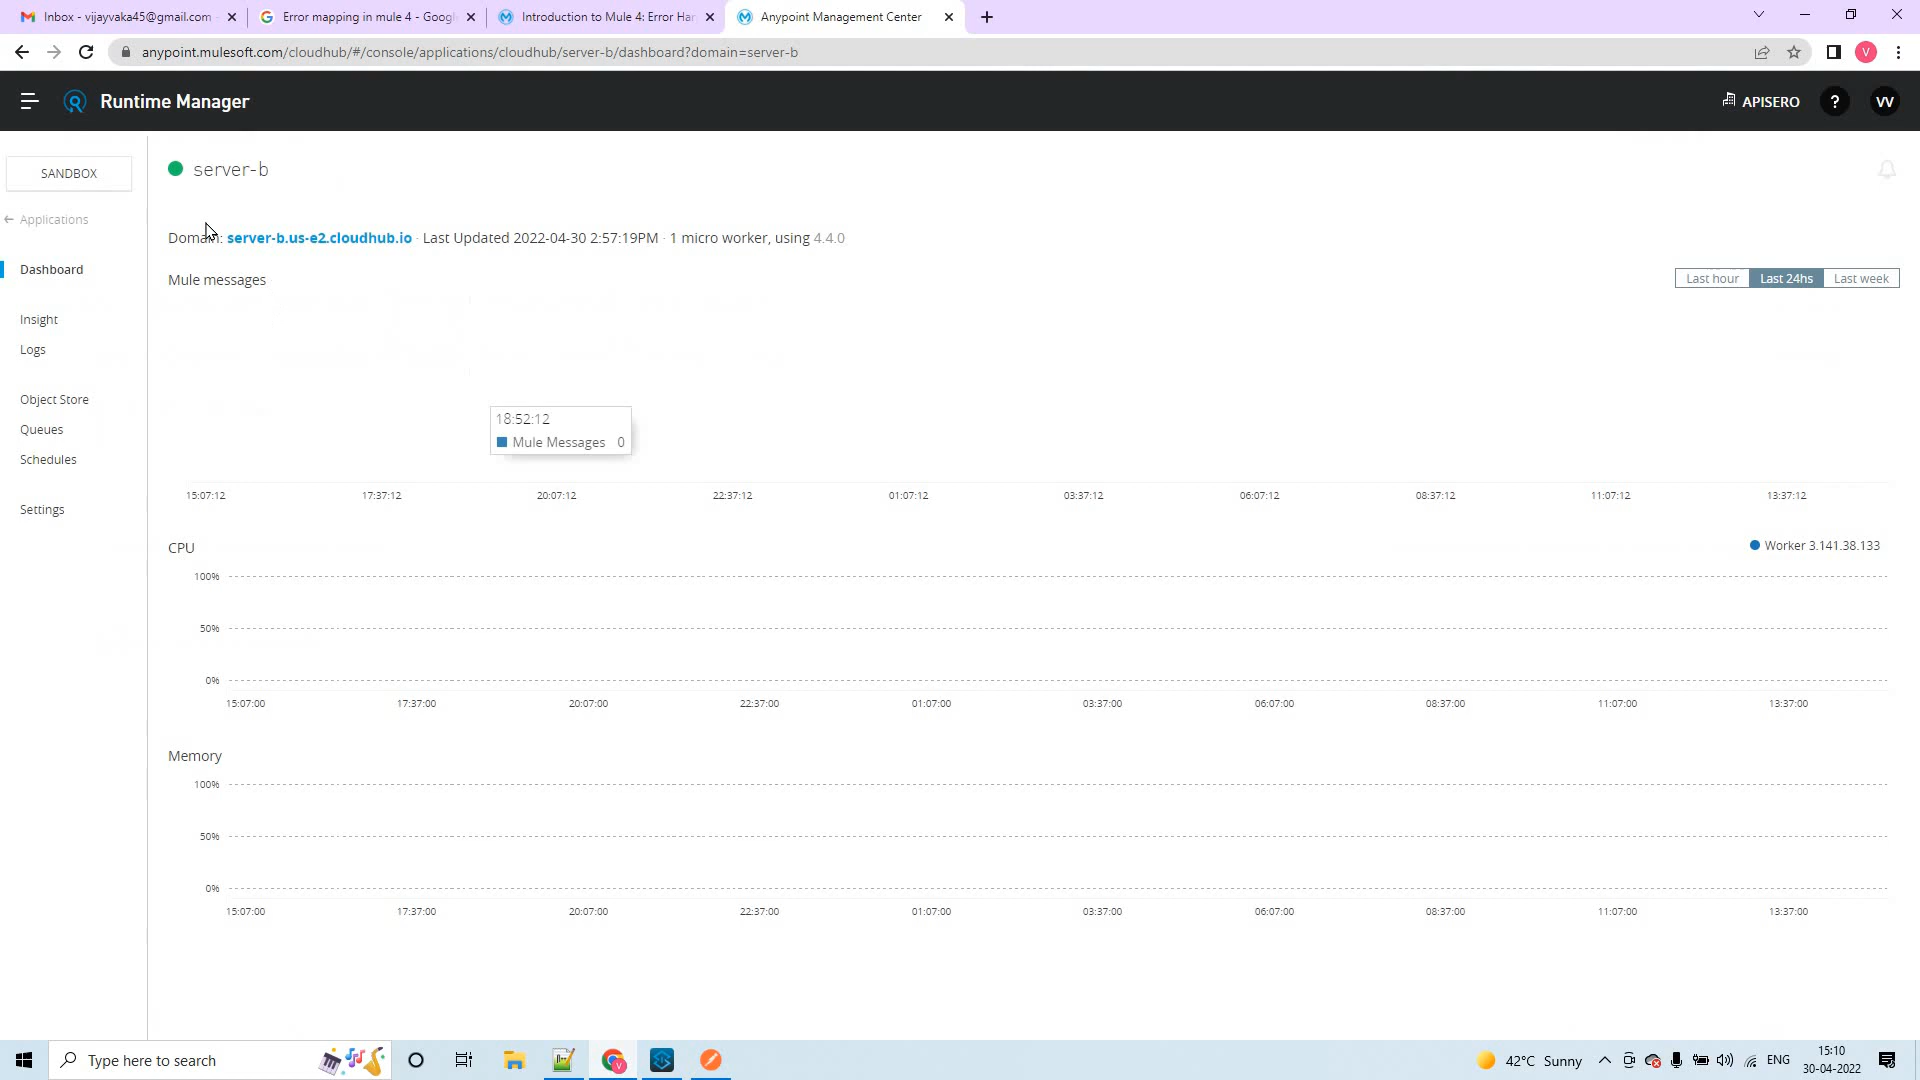 Inbox - vijayvaka45@gmail.com
Error mapping in mule 4 - Googl
Introduction to Mule 4: Error Har
Anypoint Management Center
anypoint.mulesoft.com/cloudhub/#/console/applications/cloudhub/server-b/dashboard?domain=server-b
V
Runtime Manager
APISERO
?
VV
SANDBOX
Applications
Dashboard
Insight
Logs
Object Store
Queues
Schedules
Settings
server-b
Domain: server-b.us-e2.cloudhub.io · Last Updated 2022-04-30 2:57:19PM · 1 micro worker, using 4.4.0
Mule messages
Last hour Last 24hs Last week
18:52:12
Mule Messages 0
15:07:12 17:37:12 20:07:12 22:37:12 01:07:12 03:37:12 06:07:12 08:37:12 11:07:12 13:37:12
CPU
Worker 3.141.38.133
100%
50%
0%
15:07:00 17:37:00 20:07:00 22:37:00 01:07:00 03:37:00 06:07:00 08:37:00 11:07:00 13:37:00
Memory
100%
50%
0%
15:07:00 17:37:00 20:07:00 22:37:00 01:07:00 03:37:00 06:07:00 08:37:00 11:07:00 13:37:00
Type here to search
42°C Sunny
ENG
15:10
30-04-2022